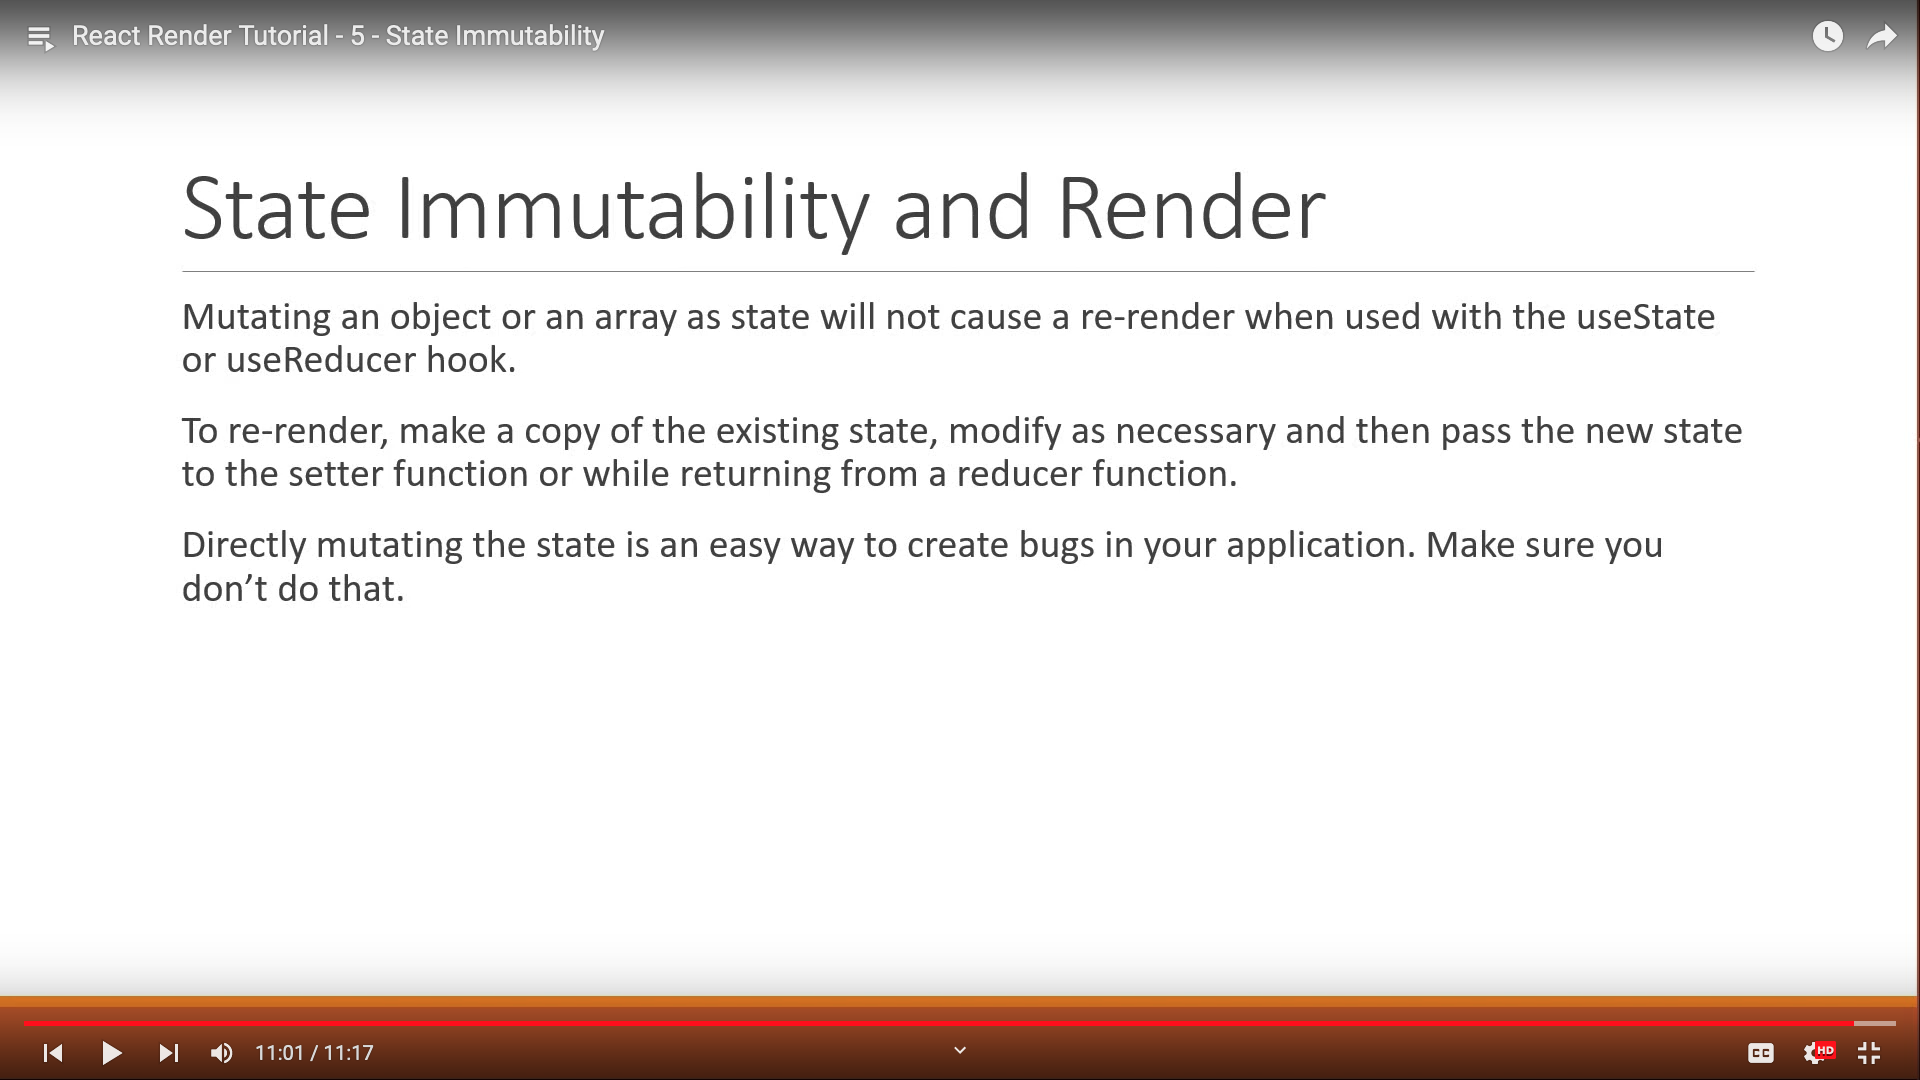 React Render Tutorial - 5 - State Immutability
State Immutability and Render
Mutating an object or an array as state will not cause a re-render when used with the useState
or useReducer hook.
To re-render, make a copy of the existing state, modify as necessary and then pass the new state
to the setter function or while returning from a reducer function.
Directly mutating the state is an easy way to create bugs in your application. Make sure you
don’t do that.
11:01 / 11:17
CC
HD